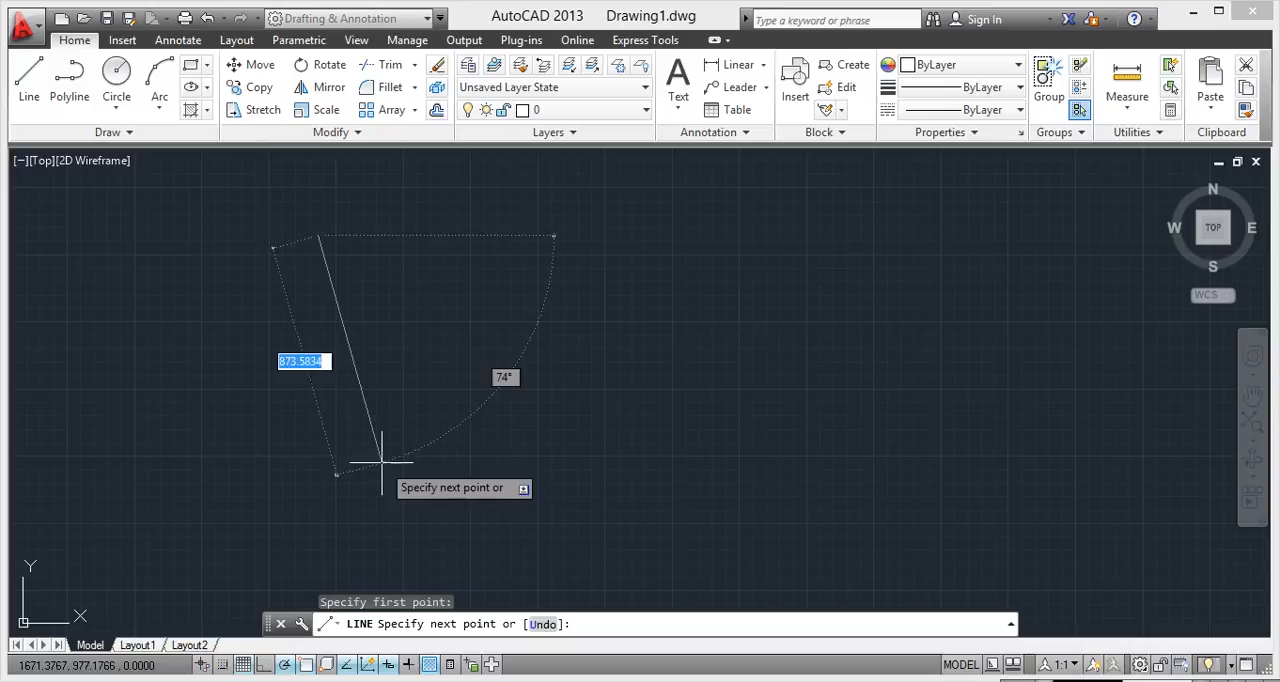 AutoCAD 2013 Drawing1.dwg
Drafting & Annotation
Type a keyword or phrase
Sign In
Home Insert Annotate Layout Parametric View Manage Output Plug-ins Online Express Tools
Line Polyline Circle Arc
Move Rotate Trim
Copy Mirror Fillet
Stretch Scale Array
Unsaved Layer State
0
Text
Linear
Leader
Table
Insert
Create
Edit
ByLayer
ByLayer
ByLayer
Group
Measure
Paste
Draw Modify Layers Annotation Block Properties Groups Utilities Clipboard
[−][Top][2D Wireframe]
N
W TOP E
S
WCS
873.5834
74°
Specify next point or
Y
X
Specify first point:
LINE Specify next point or [Undo]:
Model Layout1 Layout2
1671.3767, 977.1766 , 0.0000
MODEL
1:1